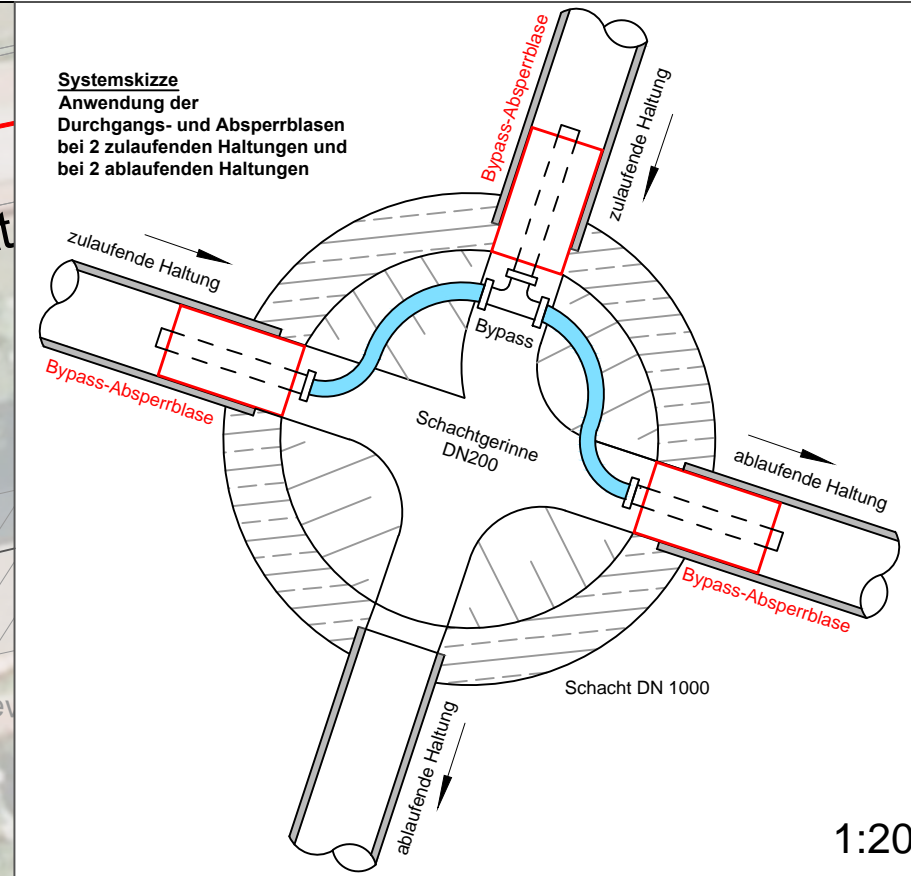 Systemskizze
Anwendung der
Durchgangs- und Absperrblasen
bei 2 zulaufenden Haltungen und
bei 2 ablaufenden Haltungen
Bypass-Absperrblase
zulaufende Haltung
zulaufende Haltung
Bypass-Absperrblase
Bypass
Schachtgerinne
DN200
ablaufende Haltung
Bypass-Absperrblase
Schacht DN 1000
ablaufende Haltung
1:20